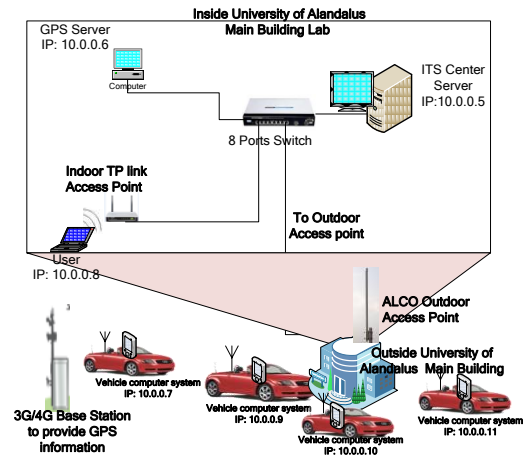 Inside University of Alandalus
Main Building Lab
GPS Server
IP: 10.0.0.6
Computer
ITS Center
Server
IP:10.0.0.5
8 Ports Switch
Indoor TP link
Access Point
To Outdoor
Access point
User
IP: 10.0.0.8
ALCO Outdoor
Access Point
Outside University of
Alandalus Main Building
3
Vehicle computer system
IP: 10.0.0.7
Vehicle computer system
IP: 10.0.0.9
Vehicle computer system
IP: 10.0.0.10
Vehicle computer system
IP: 10.0.0.11
3G/4G Base Station
to provide GPS
information